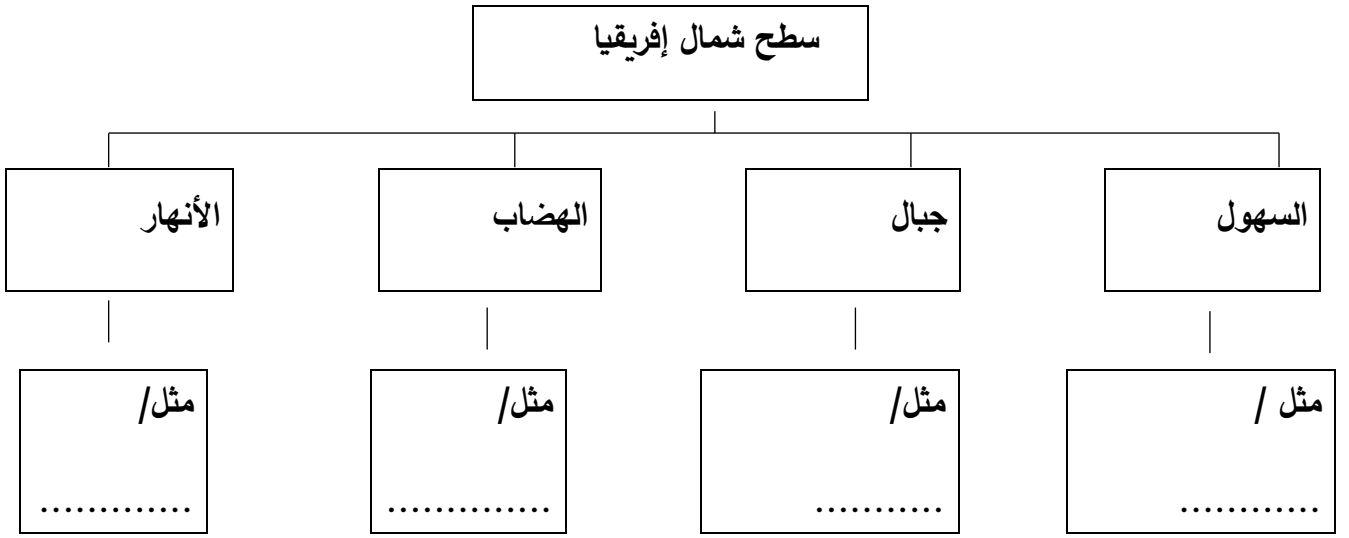 سطح شمال إفريقيا
السهول
جبال
الهضاب
الأنهار
مثل /
............
مثل/
...........
مثل/
..............
مثل/
.............